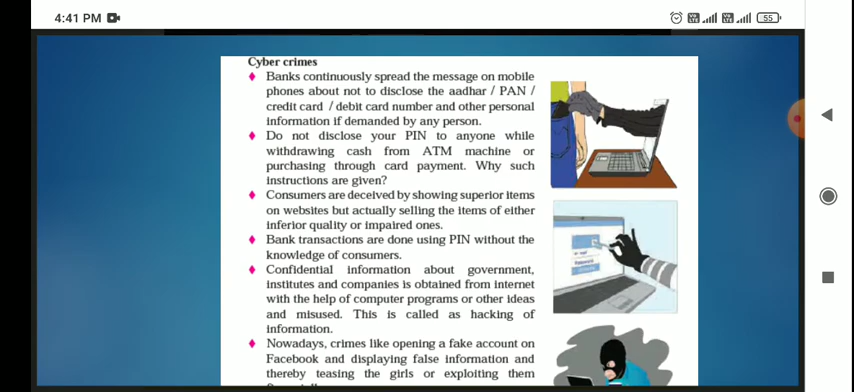 4:41 PM
55
Cyber crimes
Banks continuously spread the message on mobile
phones about not to disclose the aadhar / PAN /
credit card / debit card number and other personal
information if demanded by any person.
Do not disclose your PIN to anyone while
withdrawing cash from ATM machine or
purchasing through card payment. Why such
instructions are given?
Consumers are deceived by showing superior items
on websites but actually selling the items of either
inferior quality or impaired ones.
Bank transactions are done using PIN without the
knowledge of consumers.
Confidential information about government,
institutes and companies is obtained from internet
with the help of computer programs or other ideas
and misused. This is called as hacking of
information.
Nowadays, crimes like opening a fake account on
Facebook and displaying false information and
thereby teasing the girls or exploiting them